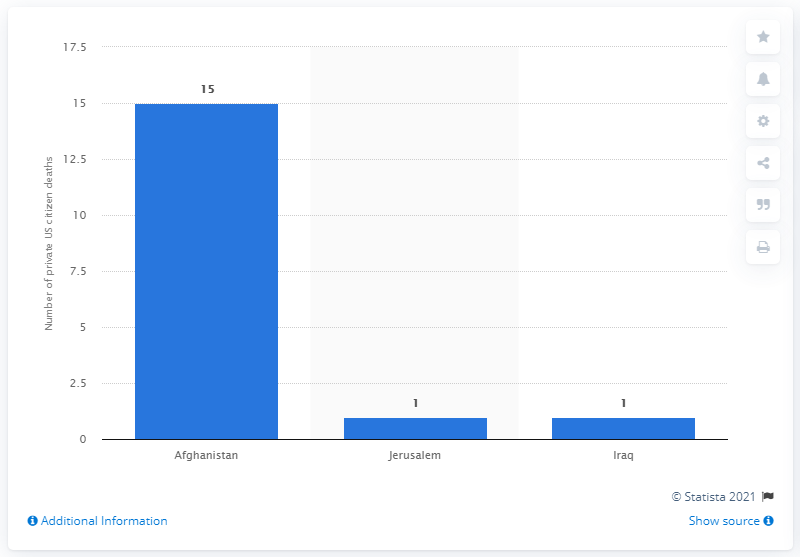 Number of private US citizen deaths
17.5
15
12.5
10
7.5
5
2.5
0
15
1
1
Afghanistan
Jerusalem
Iraq
© Statista 2021
Additional Information
Show source